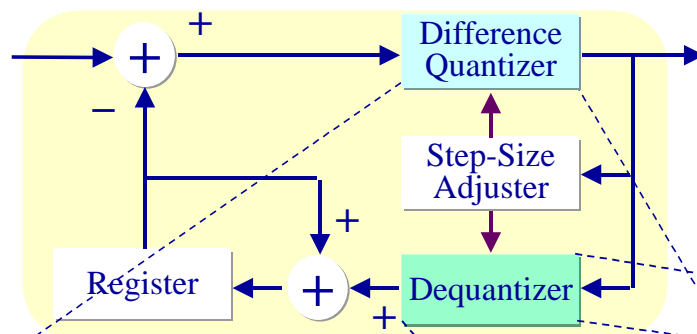 +
Difference
+
Quantizer
−
Step-Size
Adjuster
+
Register
+
Dequantizer
+